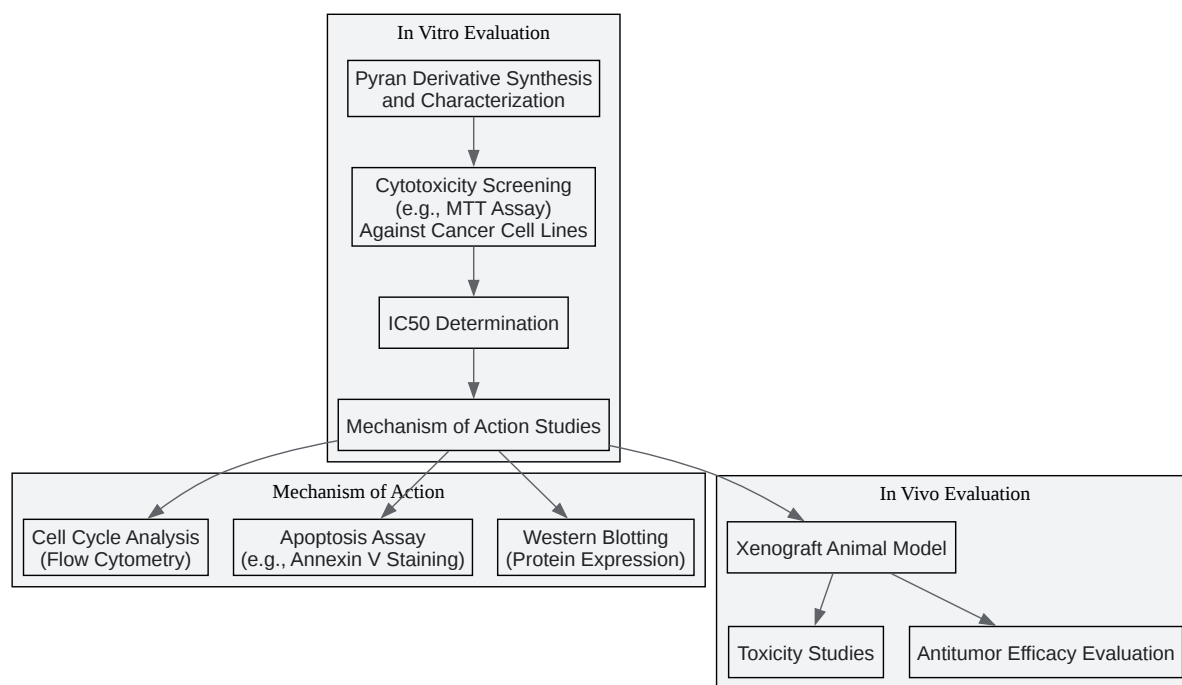 In Vitro Evaluation
Pyran Derivative Synthesis
and Characterization
Cytotoxicity Screening
(e.g., MTT Assay)
Against Cancer Cell Lines
IC50 Determination
Mechanism of Action Studies
Mechanism of Action
Cell Cycle Analysis
(Flow Cytometry)
Apoptosis Assay
(e.g., Annexin V Staining)
Western Blotting
(Protein Expression)
In Vivo Evaluation
Xenograft Animal Model
Toxicity Studies
Antitumor Efficacy Evaluation